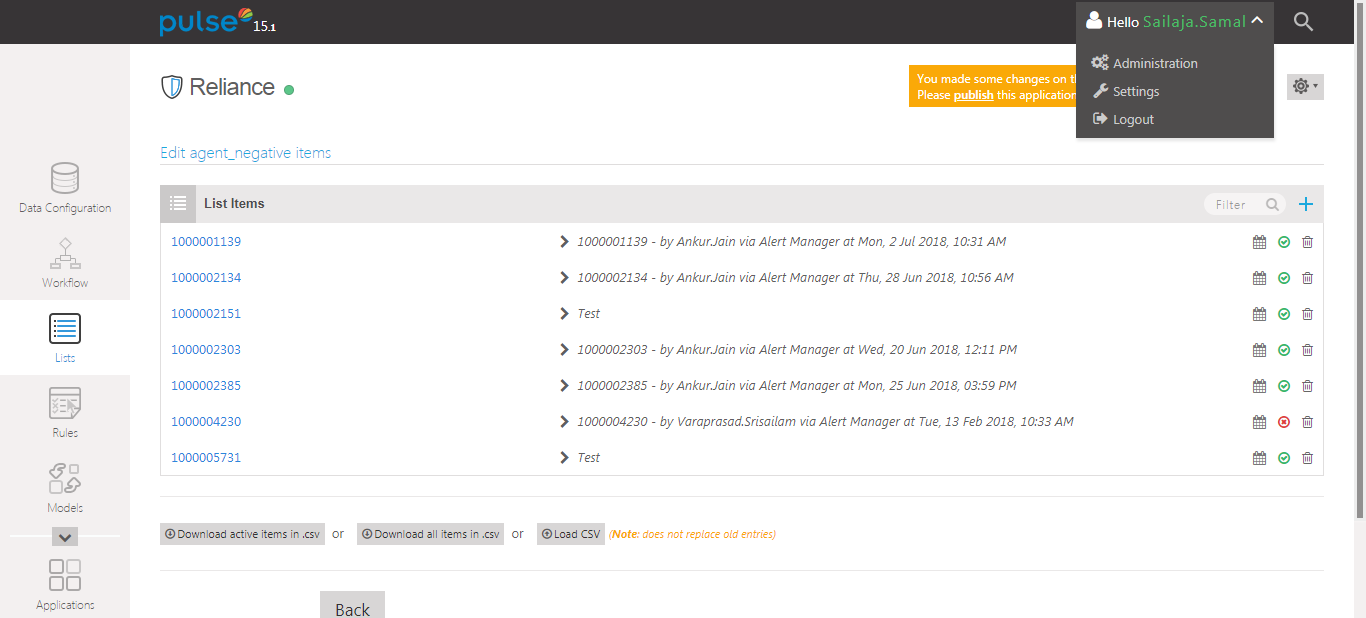 pulse 15.1
Hello Sailaja.Samal
Administration
Settings
Logout
Reliance
You made some changes on
Please publish this application
Data Configuration
Workflow
Lists
Rules
Models
Applications
Edit agent_negative items
List Items
Filter
1000001139 1000001139 - by Ankur.Jain via Alert Manager at Mon, 2 Jul 2018, 10:31 AM
1000002134 1000002134 - by Ankur.Jain via Alert Manager at Thu, 28 Jun 2018, 10:56 AM
1000002151 Test
1000002303 1000002303 - by Ankur.Jain via Alert Manager at Wed, 20 Jun 2018, 12:11 PM
1000002385 1000002385 - by Ankur.Jain via Alert Manager at Mon, 25 Jun 2018, 03:59 PM
1000004230 1000004230 - by Varaprasad.Srisailam via Alert Manager at Tue, 13 Feb 2018, 10:33 AM
1000005731 Test
Download active items in .csv or Download all items in .csv or Load CSV (Note: does not replace old entries)
Back